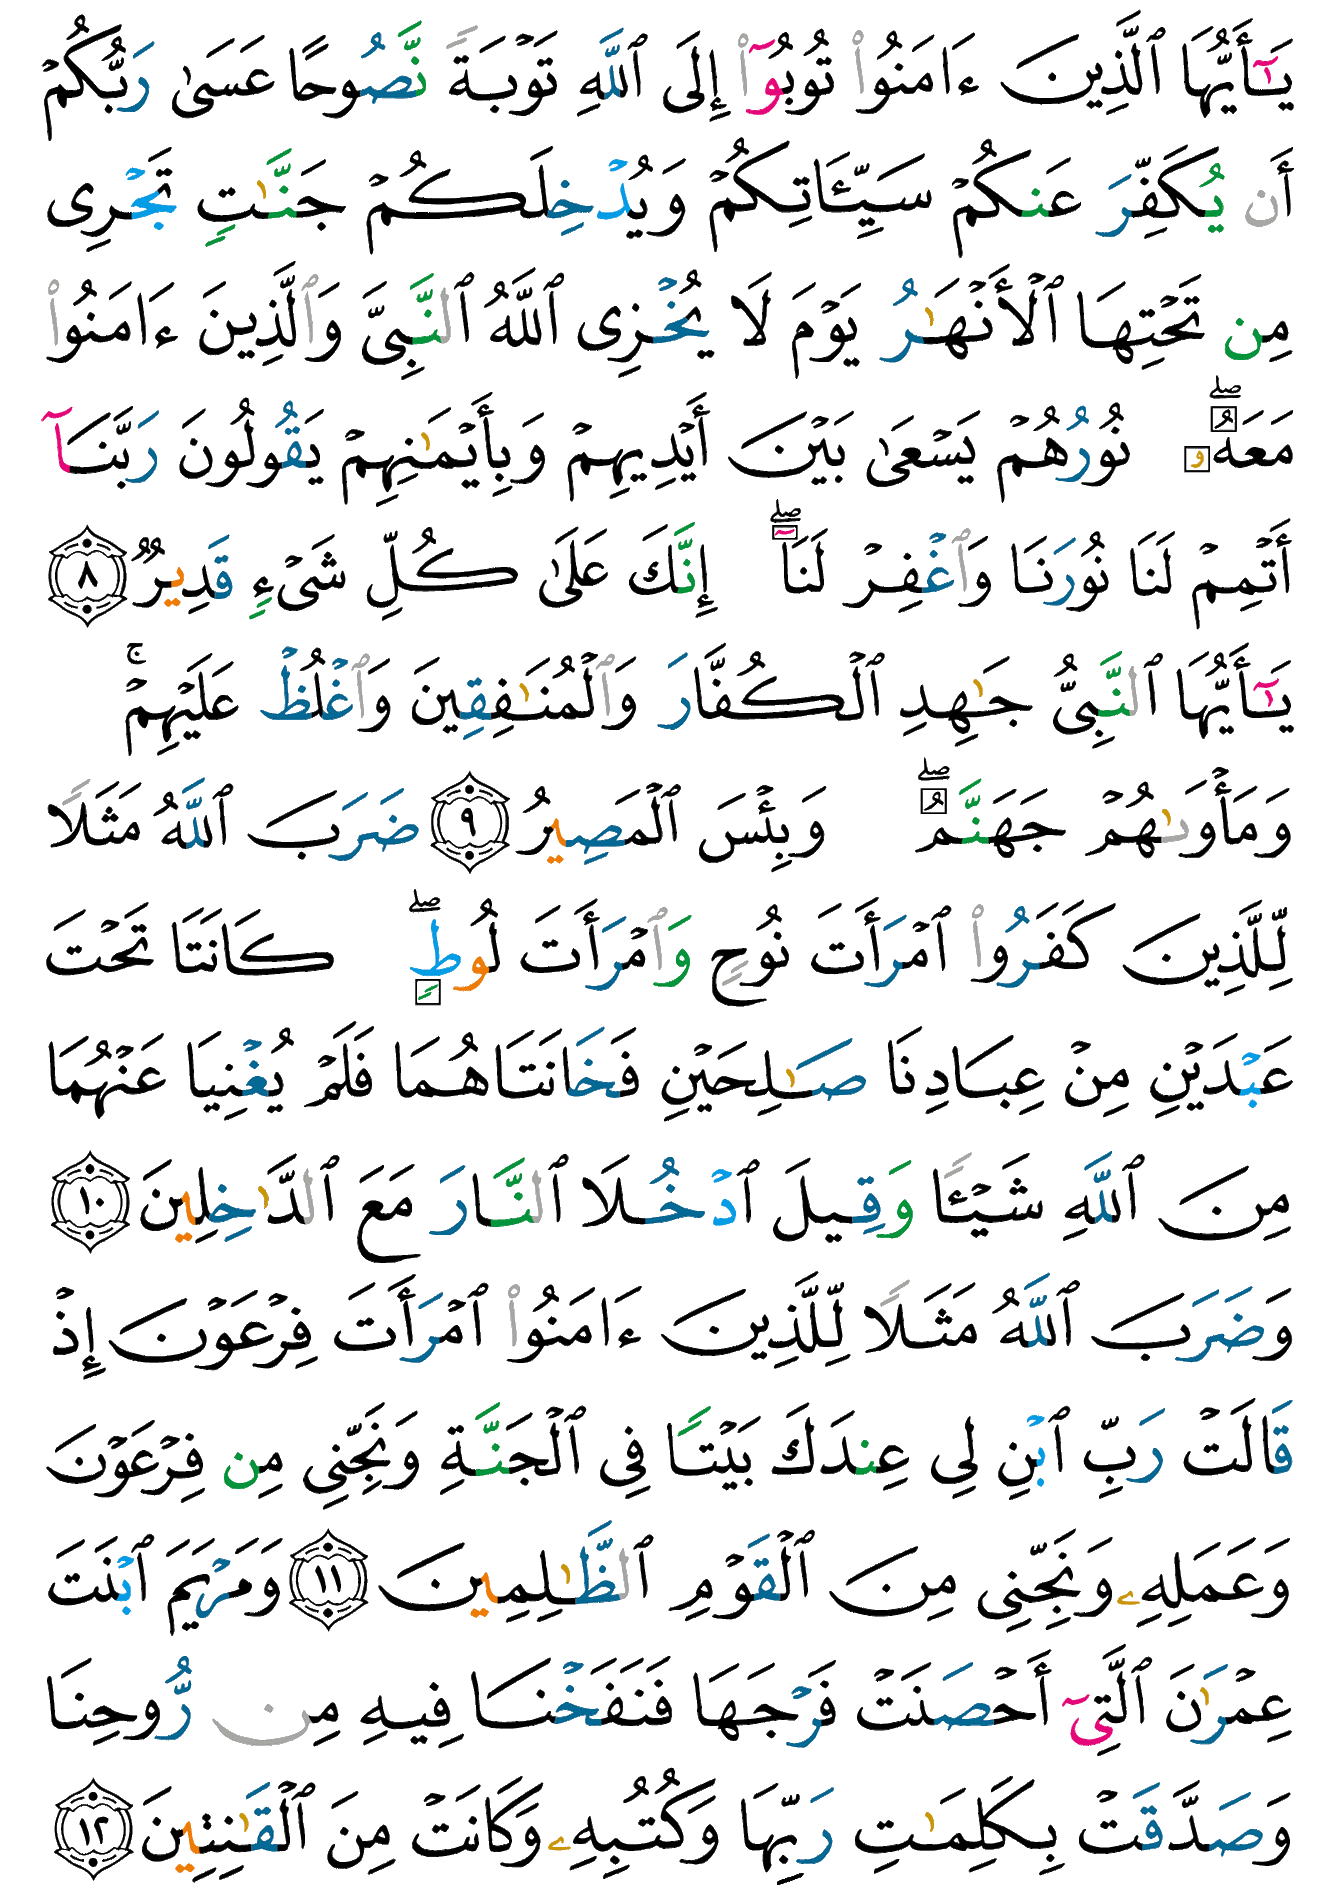 يَـٰٓأَيُّهَا ٱلَّذِينَ ءَامَنُوا۟ تُوبُوٓا۟ إِلَى ٱللَّهِ تَوْبَةً نَّصُوحًا عَسَىٰ رَبُّكُمْ
أَن يُكَفِّرَ عَنكُمْ سَيِّـَٔاتِكُمْ وَيُدْخِلَكُمْ جَنَّـٰتٍ تَجْرِى
مِن تَحْتِهَا ٱلْأَنْهَـٰرُ يَوْمَ لَا يُخْزِى ٱللَّهُ ٱلنَّبِىَّ وَٱلَّذِينَ ءَامَنُوا۟
مَعَهُۥ ۖ نُورُهُمْ يَسْعَىٰ بَيْنَ أَيْدِيهِمْ وَبِأَيْمَـٰنِهِمْ يَقُولُونَ رَبَّنَآ
أَتْمِمْ لَنَا نُورَنَا وَٱغْفِرْ لَنَآ ۖ إِنَّكَ عَلَىٰ كُلِّ شَىْءٍ قَدِيرٌ ٨
يَـٰٓأَيُّهَا ٱلنَّبِىُّ جَـٰهِدِ ٱلْكُفَّارَ وَٱلْمُنَـٰفِقِينَ وَٱغْلُظْ عَلَيْهِمْ ۚ
وَمَأْوَىٰهُمْ جَهَنَّمُ ۖ وَبِئْسَ ٱلْمَصِيرُ ٩ ضَرَبَ ٱللَّهُ مَثَلًا
لِّلَّذِينَ كَفَرُوا۟ ٱمْرَأَتَ نُوحٍ وَٱمْرَأَتَ لُوطٍ ۖ كَانَتَا تَحْتَ
عَبْدَيْنِ مِنْ عِبَادِنَا صَـٰلِحَيْنِ فَخَانَتَاهُمَا فَلَمْ يُغْنِيَا عَنْهُمَا
مِنَ ٱللَّهِ شَيْـًٔا وَقِيلَ ٱدْخُلَا ٱلنَّارَ مَعَ ٱلدَّٰخِلِينَ ١٠
وَضَرَبَ ٱللَّهُ مَثَلًا لِّلَّذِينَ ءَامَنُوا۟ ٱمْرَأَتَ فِرْعَوْنَ إِذْ
قَالَتْ رَبِّ ٱبْنِ لِى عِندَكَ بَيْتًا فِى ٱلْجَنَّةِ وَنَجِّنِى مِن فِرْعَوْنَ
وَعَمَلِهِۦ وَنَجِّنِى مِنَ ٱلْقَوْمِ ٱلظَّـٰلِمِينَ ١١ وَمَرْيَمَ ٱبْنَتَ
عِمْرَٰنَ ٱلَّتِىٓ أَحْصَنَتْ فَرْجَهَا فَنَفَخْنَا فِيهِ مِن رُّوحِنَا
وَصَدَّقَتْ بِكَلِمَـٰتِ رَبِّهَا وَكُتُبِهِۦ وَكَانَتْ مِنَ ٱلْقَـٰنِتِينَ ١٢